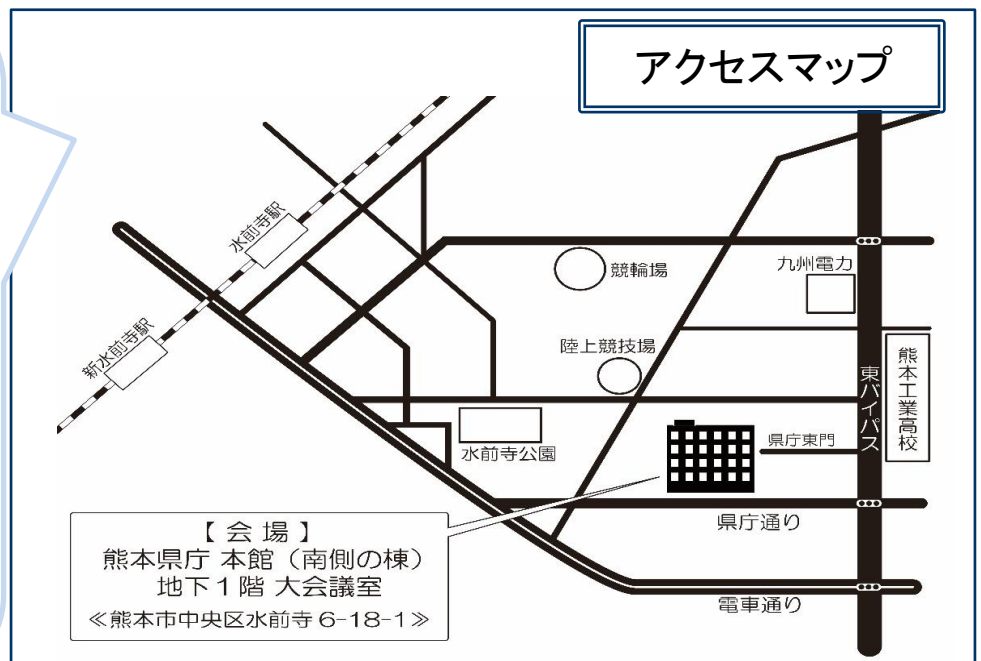 アクセスマップ
水前寺駅
新水前寺駅
競輪場
九州電力
陸上競技場
熊本工業高校
東バイパス
水前寺公園
県庁東門
県庁通り
電車通り
【 会 場 】
熊本県庁 本館（南側の棟）
地下１階 大会議室
≪熊本市中央区水前寺 6-18-1≫